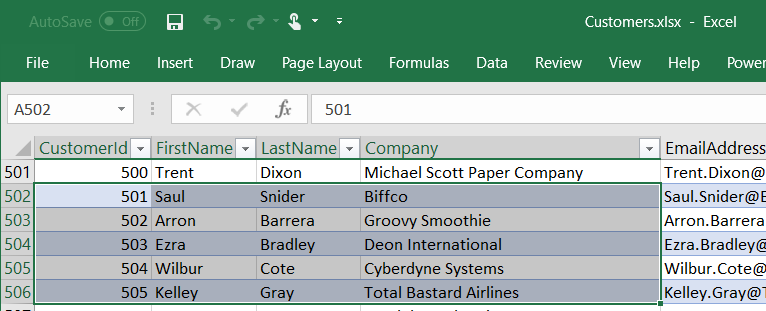 AutoSave Off Customers.xlsx - Excel
File Home Insert Draw Page Layout Formulas Data Review View Help Power
A502 fx 501
CustomerId FirstName LastName Company EmailAddress
501 500 Trent Dixon Michael Scott Paper Company Trent.Dixon@
502 501 Saul Snider Biffco Saul.Snider@
503 502 Arron Barrera Groovy Smoothie Arron.Barrera
504 503 Ezra Bradley Deon International Ezra.Bradley@
505 504 Wilbur Cote Cyberdyne Systems Wilbur.Cote@
506 505 Kelley Gray Total Bastard Airlines Kelley.Gray@